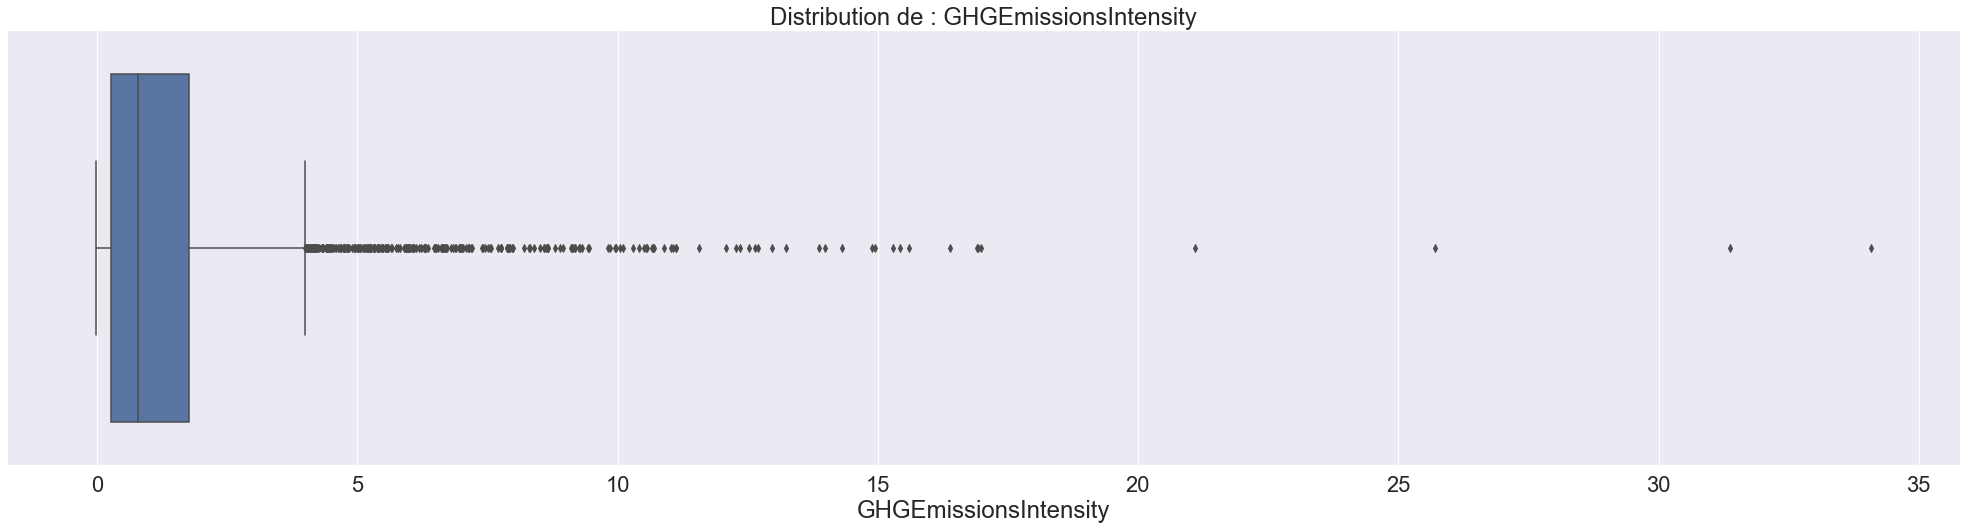 Distribution de : GHGEmissionsIntensity
0 5 10 15 20 25 30 35
GHGEmissionsIntensity